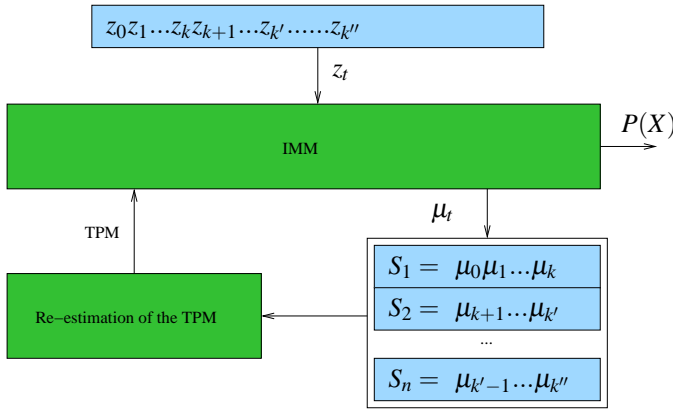 z₀z₁...zₖzₖ₊₁...zₖ′......zₖ″
zₜ
IMM
P(X)
μₜ
TPM
S₁ = μ₀μ₁...μₖ
S₂ = μₖ₊₁...μₖ′
...
Sₙ = μₖ′₋₁...μₖ″
Re−estimation of the TPM